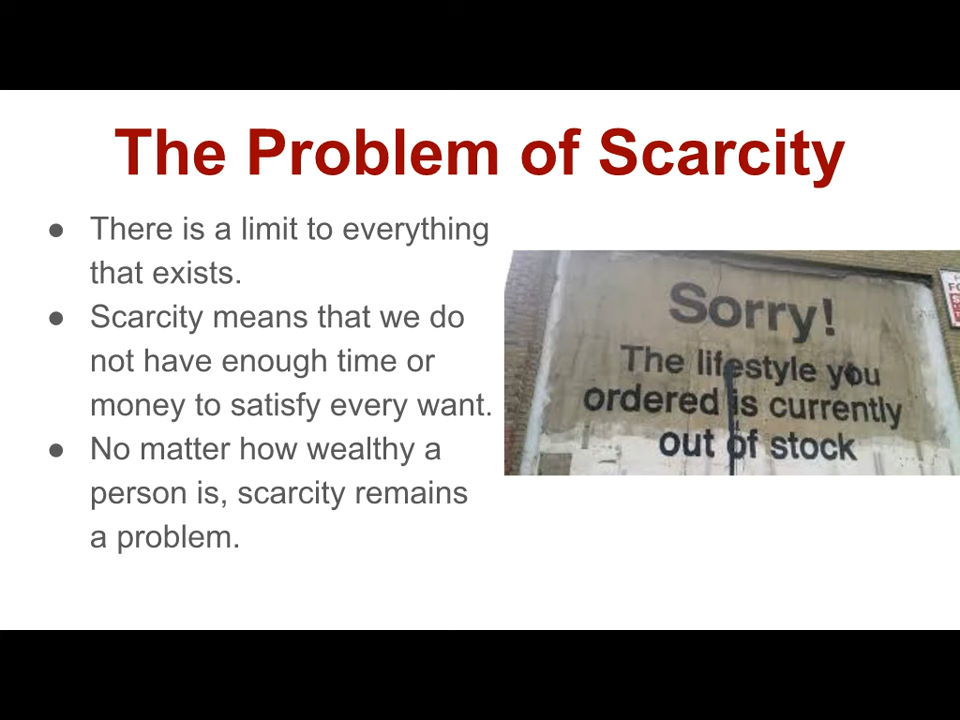 The Problem of Scarcity
● There is a limit to everything
that exists.
● Scarcity means that we do
not have enough time or
money to satisfy every want.
● No matter how wealthy a
person is, scarcity remains
a problem.
Sorry!
The lifestyle you
ordered is currently
out of stock